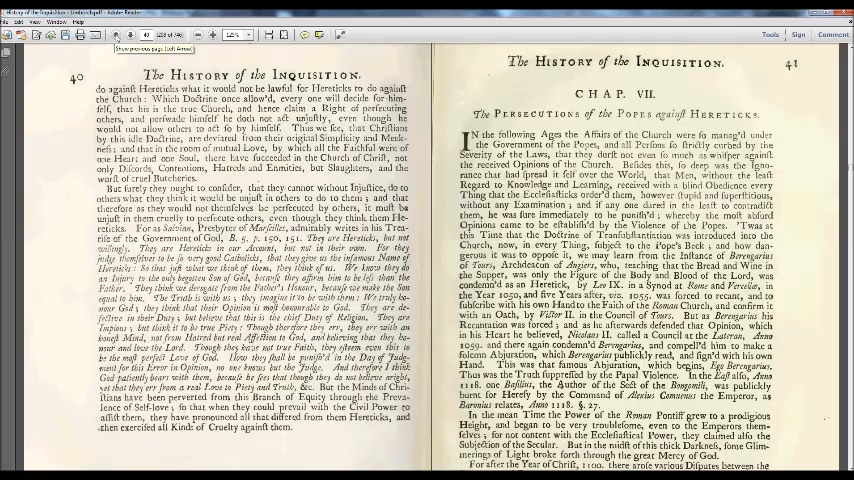 History of the Inquisition - Limborch.pdf - Adobe Reader
File Edit View Window Help
40 (258 of 746) 125% Tools Sign Comment
Show previous page (Left Arrow)
40 The HISTORY of the INQUISITION.
do against Hereticks what it would not be lawful for Hereticks to do against
the Church: Which Doctrine once allow'd, every one will decide for him-
self, that his is the true Church, and hence claim a Right of persecuting
others, and perswade himself he doth not act unjustly, even though he
would not allow others to act so by himself. Thus we see, that Christians
by this idle Doctrine, are deviated from their original Simplicity and Meek-
ness; and that in the room of mutual Love, by which all the Faithful were of
one Heart and one Soul, there have succeeded in the Church of Christ, not
only Discords, Contentions, Hatreds and Enmities, but Slaughters, and the
worst of cruel Butcheries.
But surely they ought to consider, that they cannot without Injustice, do to
others what they think it would be unjust in others to do to them; and that
therefore as they would not themselves be persecuted by others, it must be
unjust in them cruelly to persecute others, even though they think them He-
reticks. For as Salvian, Presbyter of Marseilles, admirably writes in his Trea-
tise of the Government of God, B. 5. p. 150, 151. They are Hereticks, but not
willingly. They are Hereticks in our Account, but not in their own. For they
judge themselves to be so very good Catholicks, that they give us the infamous Name of
Hereticks: So that just what we think of them, they think of us. We know they do
an Injury to the only begotten Son of God, because they affirm him to be less than the
Father. They think we derogate from the Father's Honour, because we make the Son
equal to him. The Truth is with us; they imagine it to be with them: We truly ho-
nour God; they think that their Opinion is most honourable to God. They are de-
fective in their Duty; but believe that this is the chief Duty of Religion. They are
Impious; but think it to be true Piety: Though therefore they err, they err with an
honest Mind, not from Hatred but real Affection to God, and believing that they ho-
nour and love the Lord. Though they have not true Faith, they esteem even this to
be the most perfect Love of God. How they shall be punish'd in the Day of Judg-
ment for this Error in Opinion, no one knows but the Judge. And therefore I think
God patiently bears with them, because he sees that though they do not believe aright,
yet that they err from a real Love to Piety and Truth, &c. But the Minds of Chri-
stians have been perverted from this Branch of Equity through the Preva-
lence of Self-love; so that when they could prevail with the Civil Power to
assist them, they have pronounced all that differed from them Hereticks, and
then exercised all Kinds of Cruelty against them.
The HISTORY of the INQUISITION. 41
CHAP. VII.
The PERSECUTIONS of the POPES against HERETICKS.
IN the following Ages the Affairs of the Church were so manag'd under
the Government of the Popes, and all Persons so strictly curbed by the
Severity of the Laws, that they durst not even so much as whisper against
the received Opinions of the Church. Besides this, so deep was the Igno-
rance that had spread it self over the World, that Men, without the least
Regard to Knowledge and Learning, received with a blind Obedience every
Thing that the Ecclesiasticks order'd them, however stupid and superstitious,
without any Examination; and if any one dared in the least to contradict
them, he was sure immediately to be punish'd; whereby the most absurd
Opinions came to be establish'd by the Violence of the Popes. 'Twas at
this Time that the Doctrine of Transubstantiation was introduced into the
Church, now, in every Thing, subject to the Pope's Beck; and how dan-
gerous it was to oppose it, we may learn from the Instance of Berengarius
of Tours, Archdeacon of Angiers, who, teaching that the Bread and Wine in
the Supper, was only the Figure of the Body and Blood of the Lord, was
condemn'd as an Heretick, by Leo IX. in a Synod at Rome and Vercellæ, in
the Year 1050, and five Years after, viz. 1055. was forced to recant, and to
subscribe with his own Hand to the Faith of the Roman Church, and confirm it
with an Oath, by Victor II. in the Council of Tours. But as Berengarius his
Recantation was forced; and as he afterwards defended that Opinion, which
in his Heart he believed, Nicolaus II. called a Council at the Lateran, Anno
1059. and there again condemn'd Berengarius, and compell'd him to make a
solemn Abjuration, which Berengarius publickly read, and sign'd with his own
Hand. This was that famous Abjuration, which begins, Ego Berengarius.
Thus was the Truth suppressed by the Papal Violence. In the East also, Anno
1118. one Basilius, the Author of the Sect of the Bongomili, was publickly
burnt for Heresy by the Command of Alexius Comnenus the Emperor, as
Baronius relates, Anno 1118. §. 27.
In the mean Time the Power of the Roman Pontiff grew to a prodigious
Height, and began to be very troublesome, even to the Emperors them-
selves; for not content with the Ecclesiastical Power, they claimed also the
Subjection of the Secular. But in the midst of this thick Darkness, some Glim-
merings of Light broke forth through the great Mercy of God.
For after the Year of Christ, 1100. there arose various Disputes between the